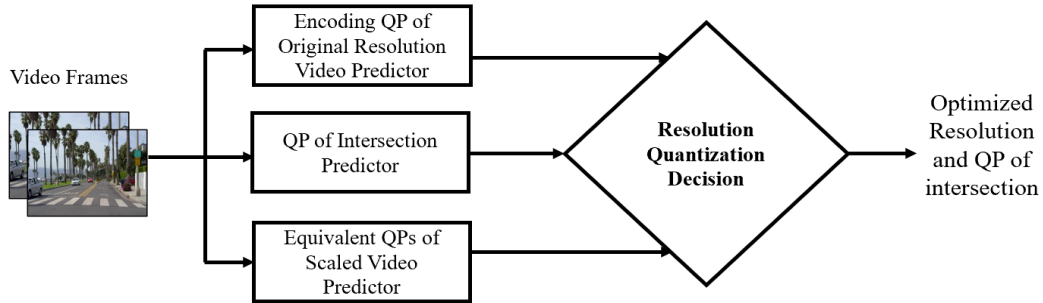 Video Frames
Encoding QP of
Original Resolution
Video Predictor
QP of Intersection
Predictor
Equivalent QPs of
Scaled Video
Predictor
Resolution
Quantization
Decision
Optimized
Resolution
and QP of
intersection